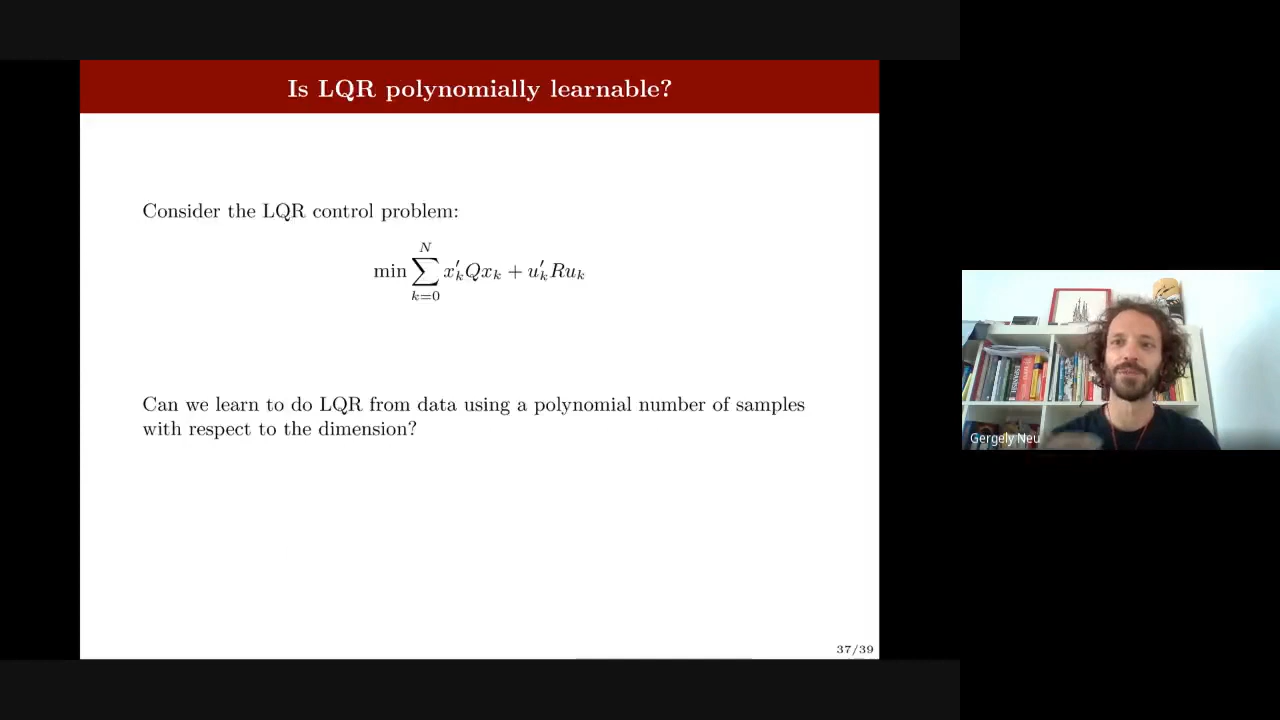 Is LQR polynomially learnable?
Consider the LQR control problem:
min \sum_{k=0}^{N} x'_k Q x_k + u'_k R u_k
Can we learn to do LQR from data using a polynomial number of samples
with respect to the dimension?
37/39
Gergely Neu